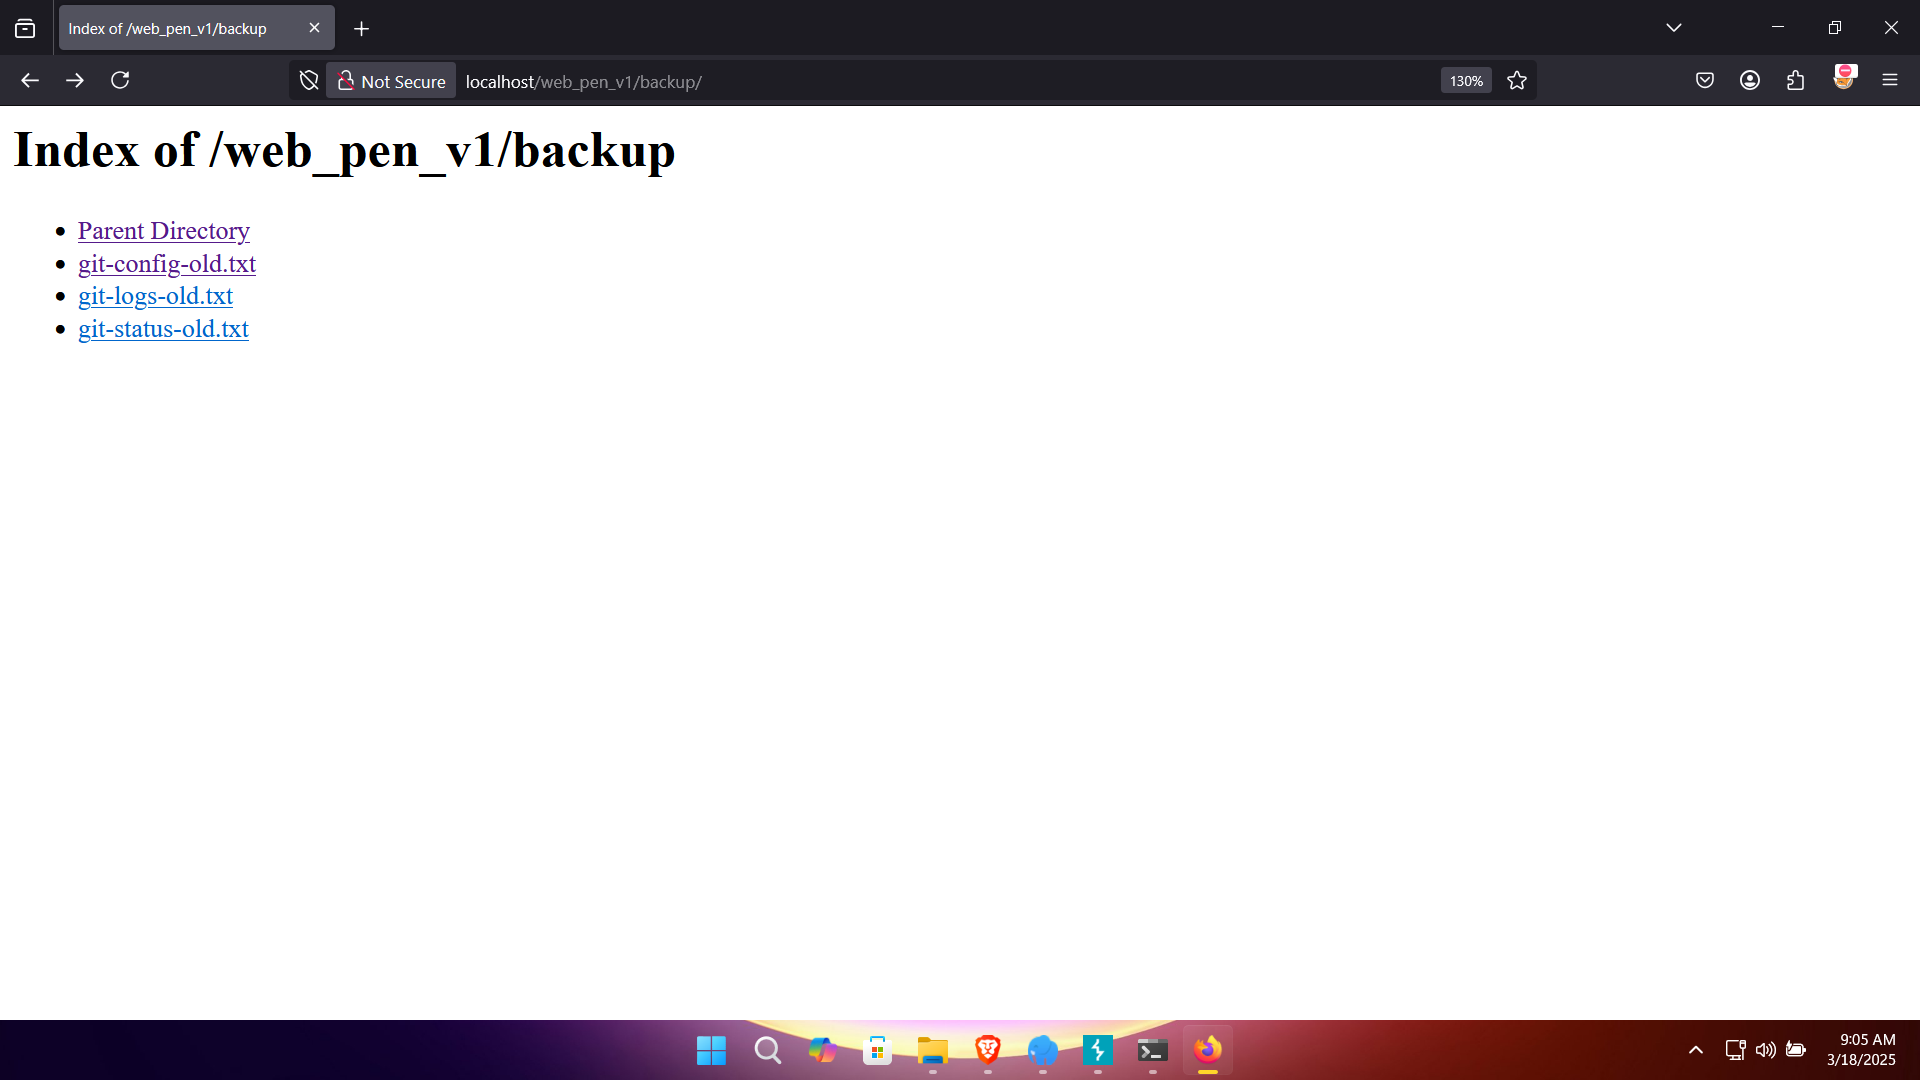 Index of /web_pen_v1/backup
Not Secure
localhost/web_pen_v1/backup/
130%
Index of /web_pen_v1/backup
Parent Directory
git-config-old.txt
git-logs-old.txt
git-status-old.txt
9:05 AM
3/18/2025